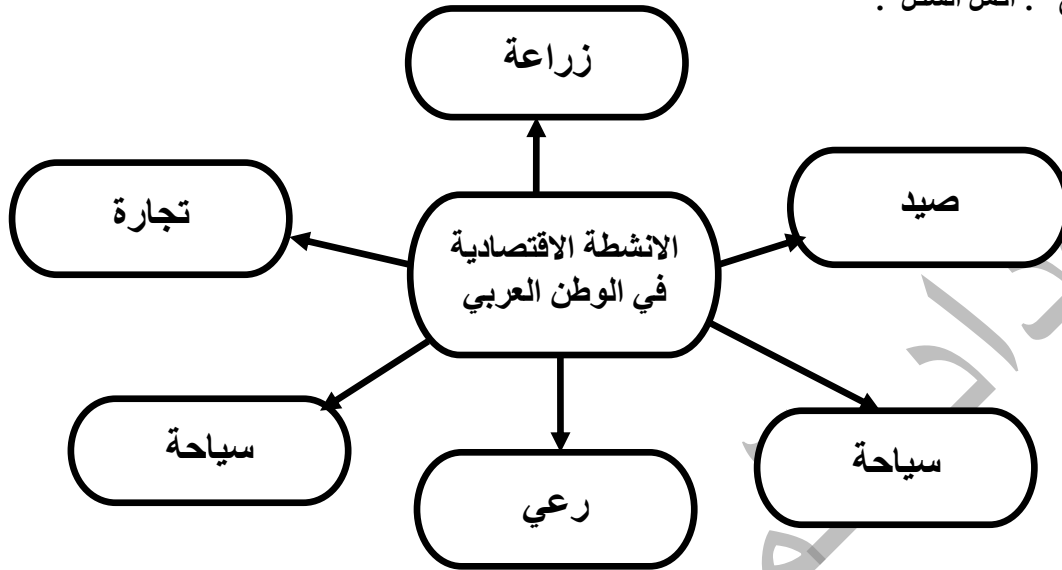 زراعة
صيد
تجارة
الانشطة الاقتصادية
في الوطن العربي
سياحة
سياحة
رعي